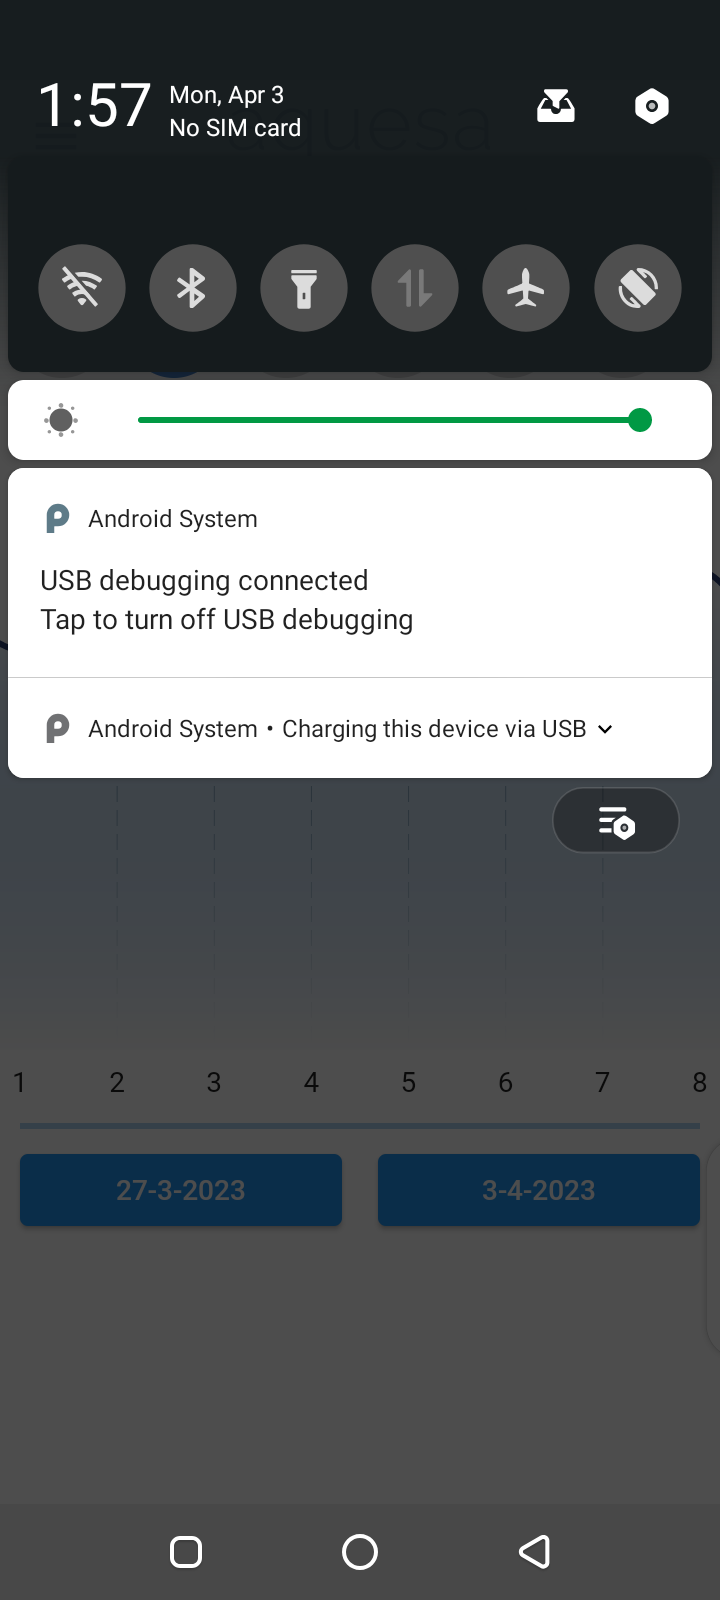 1:57
Mon, Apr 3
No SIM card
Android System
USB debugging connected
Tap to turn off USB debugging
Android System • Charging this device via USB
1 2 3 4 5 6 7 8
27-3-2023 3-4-2023